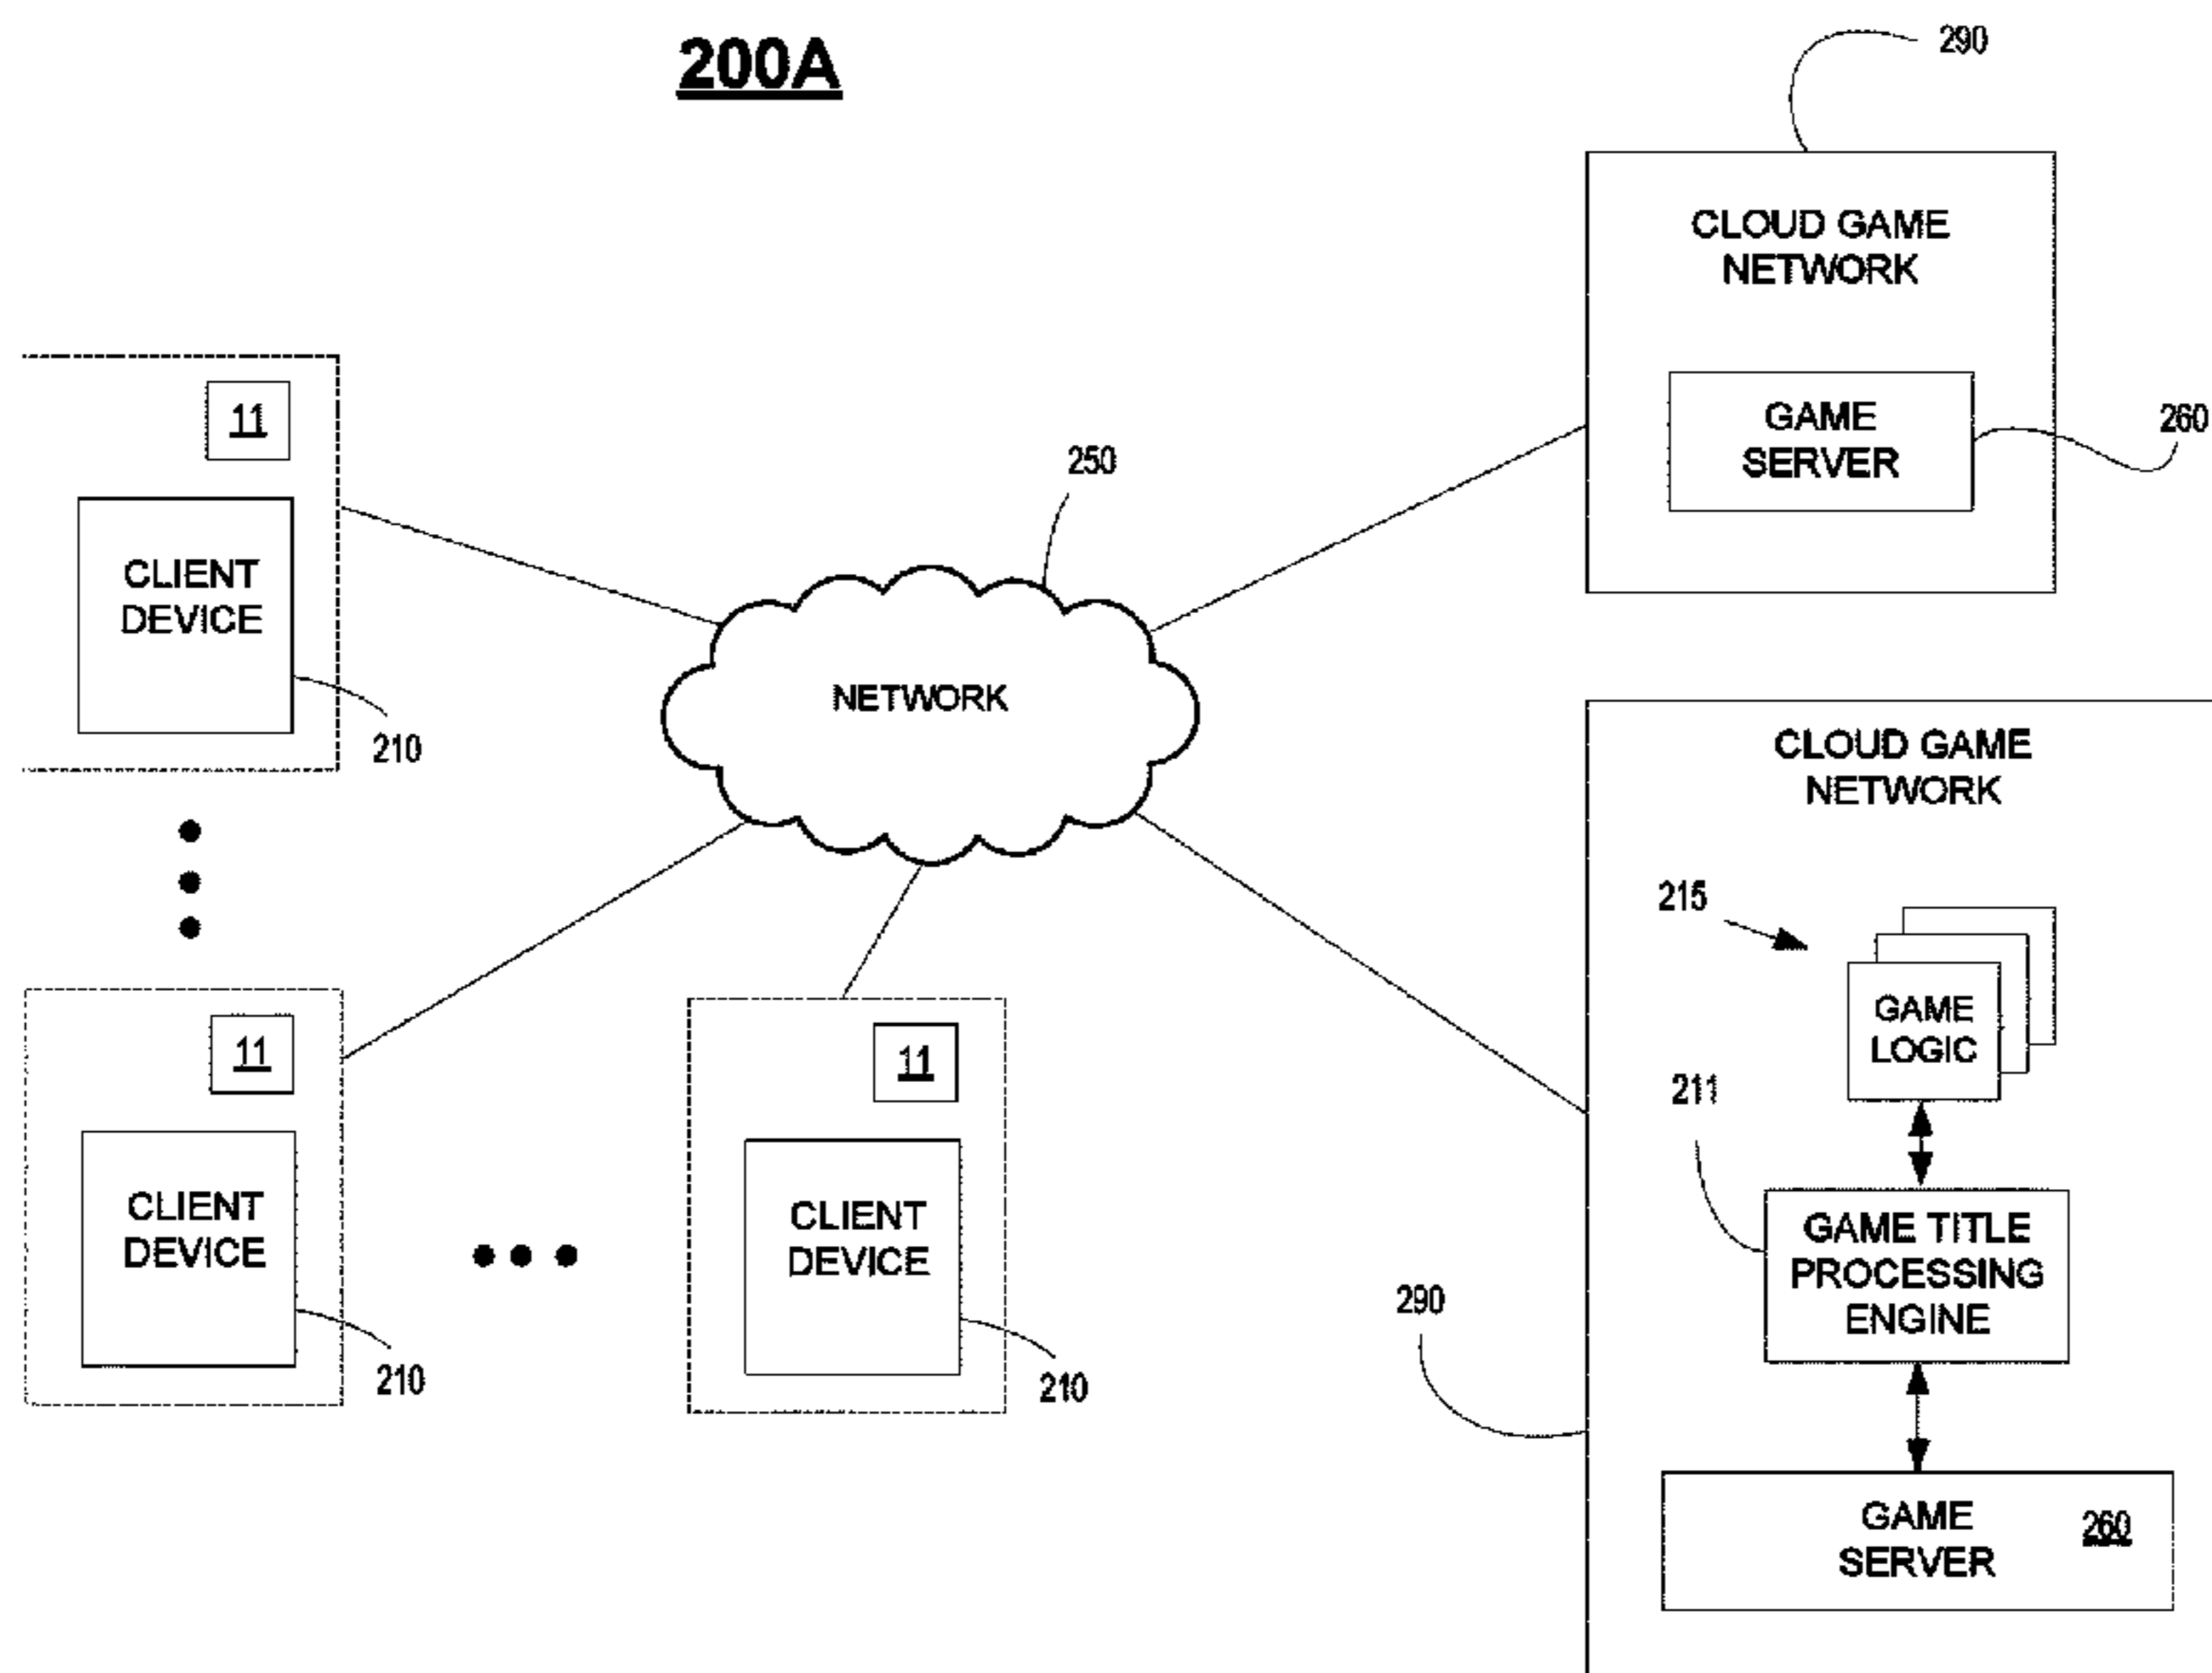 200A
290
CLOUD GAME
NETWORK
GAME
SERVER
260
11
CLIENT
DEVICE
210
250
NETWORK
CLOUD GAME
NETWORK
215
GAME
LOGIC
211
GAME TITLE
PROCESSING
ENGINE
290
GAME
SERVER
260
11
CLIENT
DEVICE
210
11
CLIENT
DEVICE
210